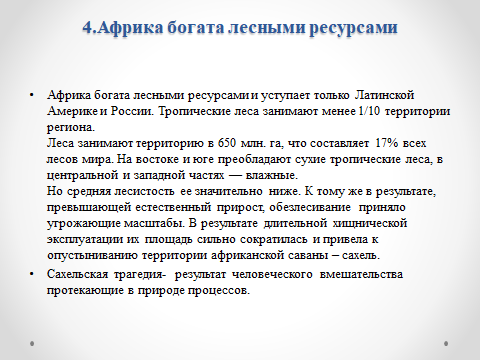 4.Африка богата лесными ресурсами
• Африка богата лесными ресурсами и уступает только Латинской
Америке и России. Тропические леса занимают менее 1/10 территории
региона.
Леса занимают территорию в 650 млн. га, что составляет 17% всех
лесов мира. На востоке и юге преобладают сухие тропические леса, в
центральной и западной частях — влажные.
Но средняя лесистость ее значительно ниже. К тому же в результате,
превышающей естественный прирост, обезлесивание приняло
угрожающие масштабы. В результате длительной хищнической
эксплуатации их площадь сильно сократилась и привела к
опустыниванию территории африканской саваны – сахель.
• Сахельская трагедия- результат человеческого вмешательства
протекающие в природе процессов.